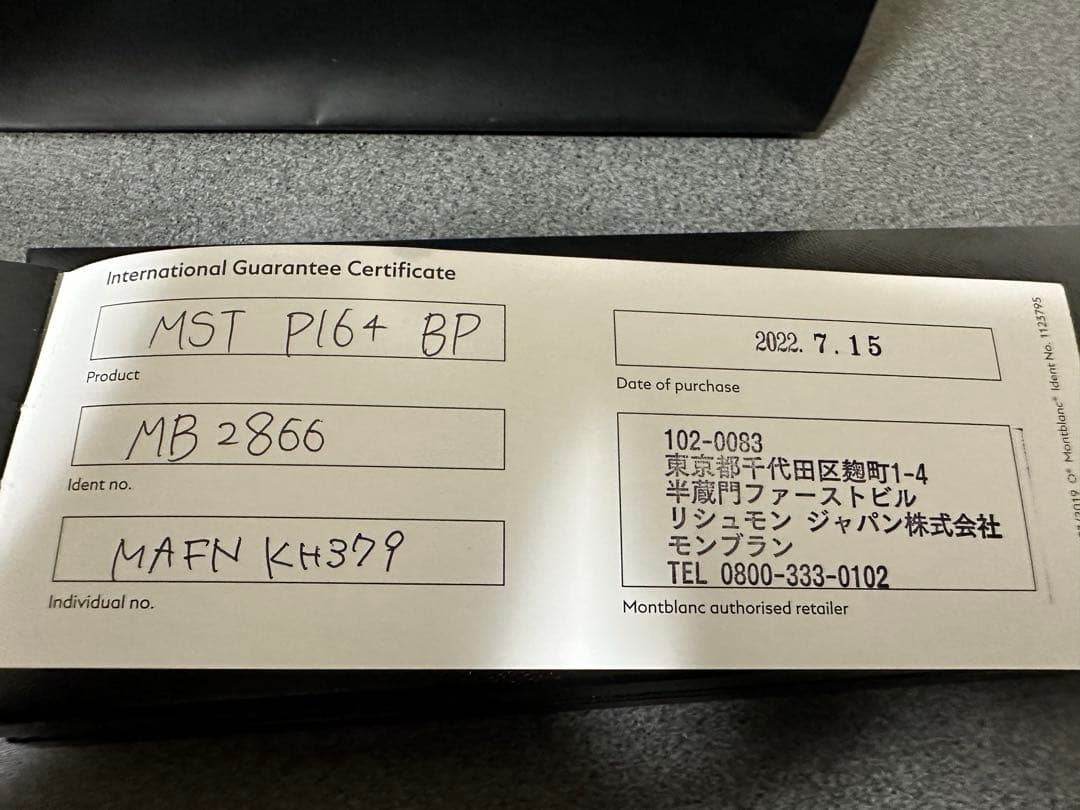 International Guarantee Certificate
MST P164 BP
Product
MB 2866
Ident no.
MAFN KH379
Individual no.
2022. 7. 15
Date of purchase
102-0083
東京都千代田区麹町1-4
半蔵門ファーストビル
リシュモン ジャパン株式会社
モンブラン
TEL 0800-333-0102
Montblanc authorised retailer
Montblanc® Ident No. 1123795